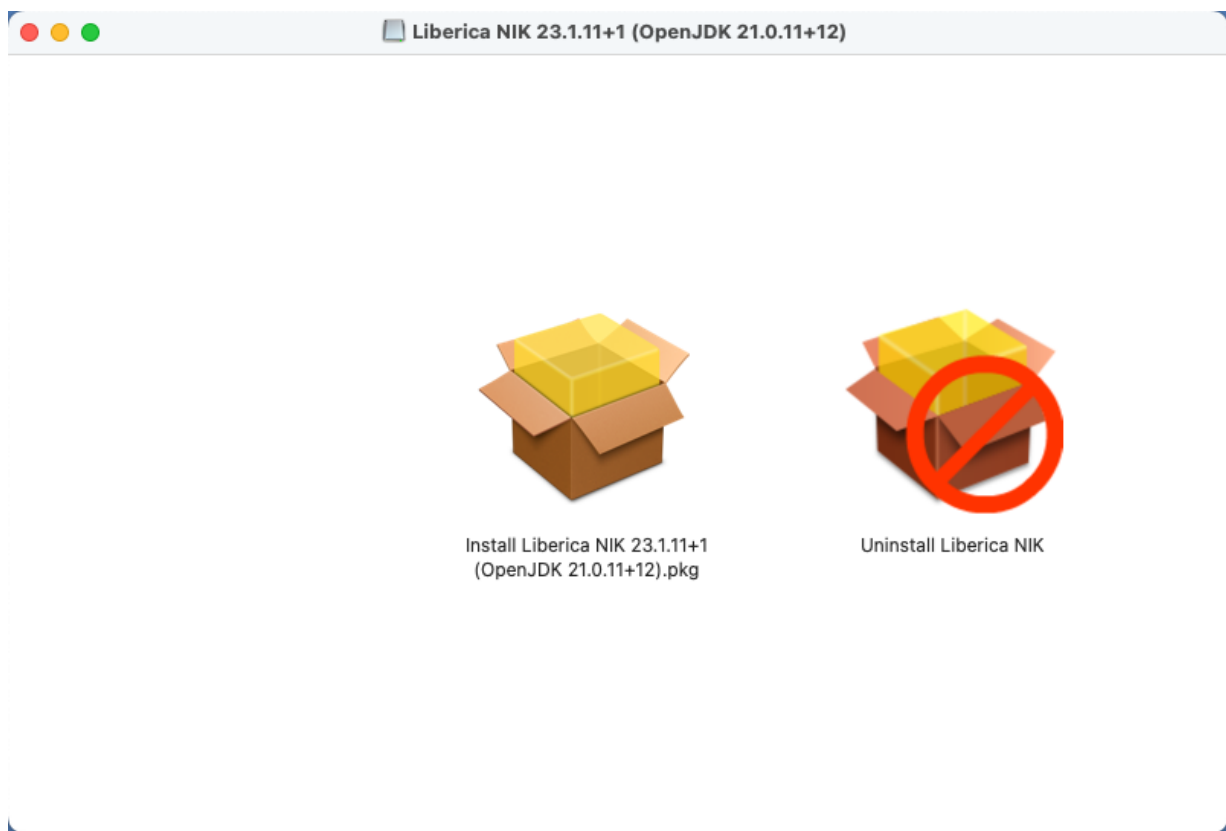 Liberica NIK 23.1.11+1 (OpenJDK 21.0.11+12)
Install Liberica NIK 23.1.11+1
(OpenJDK 21.0.11+12).pkg
Uninstall Liberica NIK